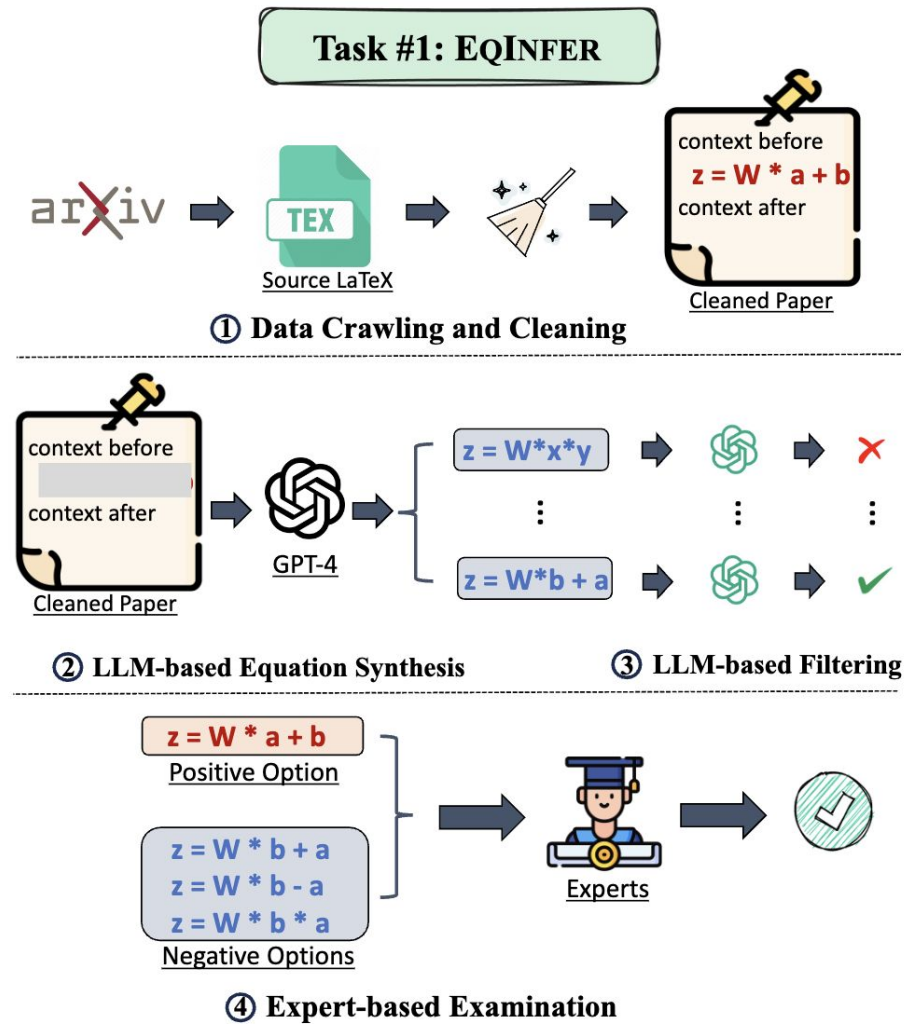 Task #1: EQINFER
context before
z = W * a + b
context after
arXiv
TEX
Source LaTeX
Cleaned Paper
① Data Crawling and Cleaning
context before
context after
Cleaned Paper
GPT-4
z = W*x*y
z = W*b + a
② LLM-based Equation Synthesis
③ LLM-based Filtering
z = W * a + b
Positive Option
z = W * b + a
z = W * b - a
z = W * b * a
Negative Options
Experts
④ Expert-based Examination